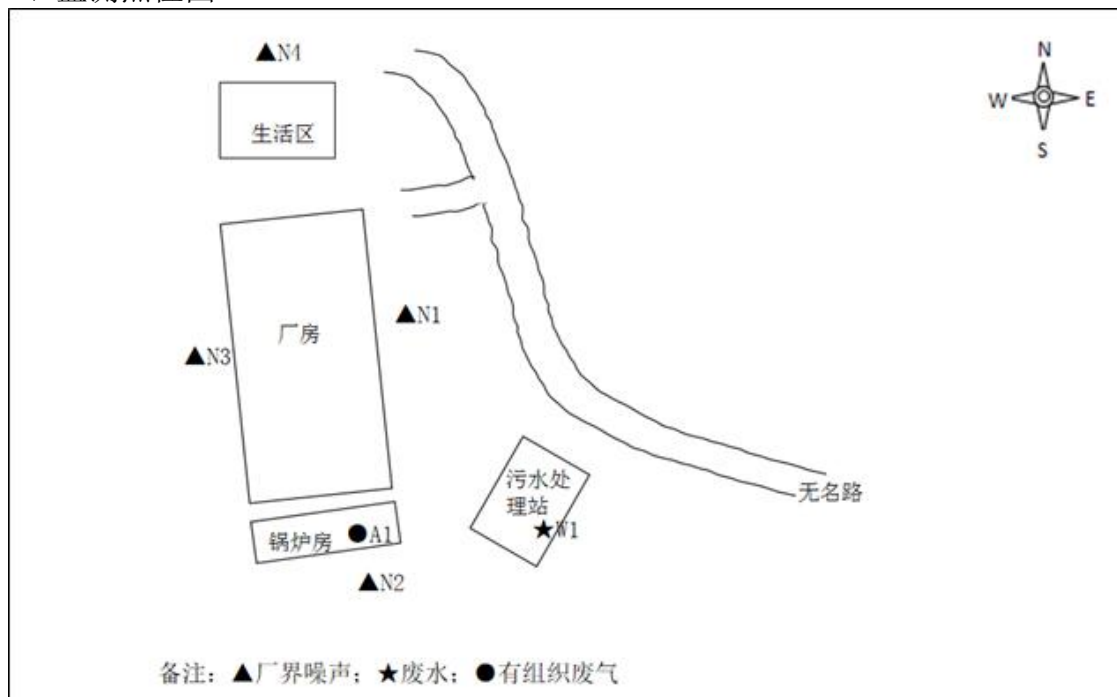 ▲N4
N
W
E
S
生活区
▲N1
厂房
▲N3
污水处
理站
无名路
★W1
锅炉房
●A1
▲N2
备注：▲厂界噪声；★废水；●有组织废气